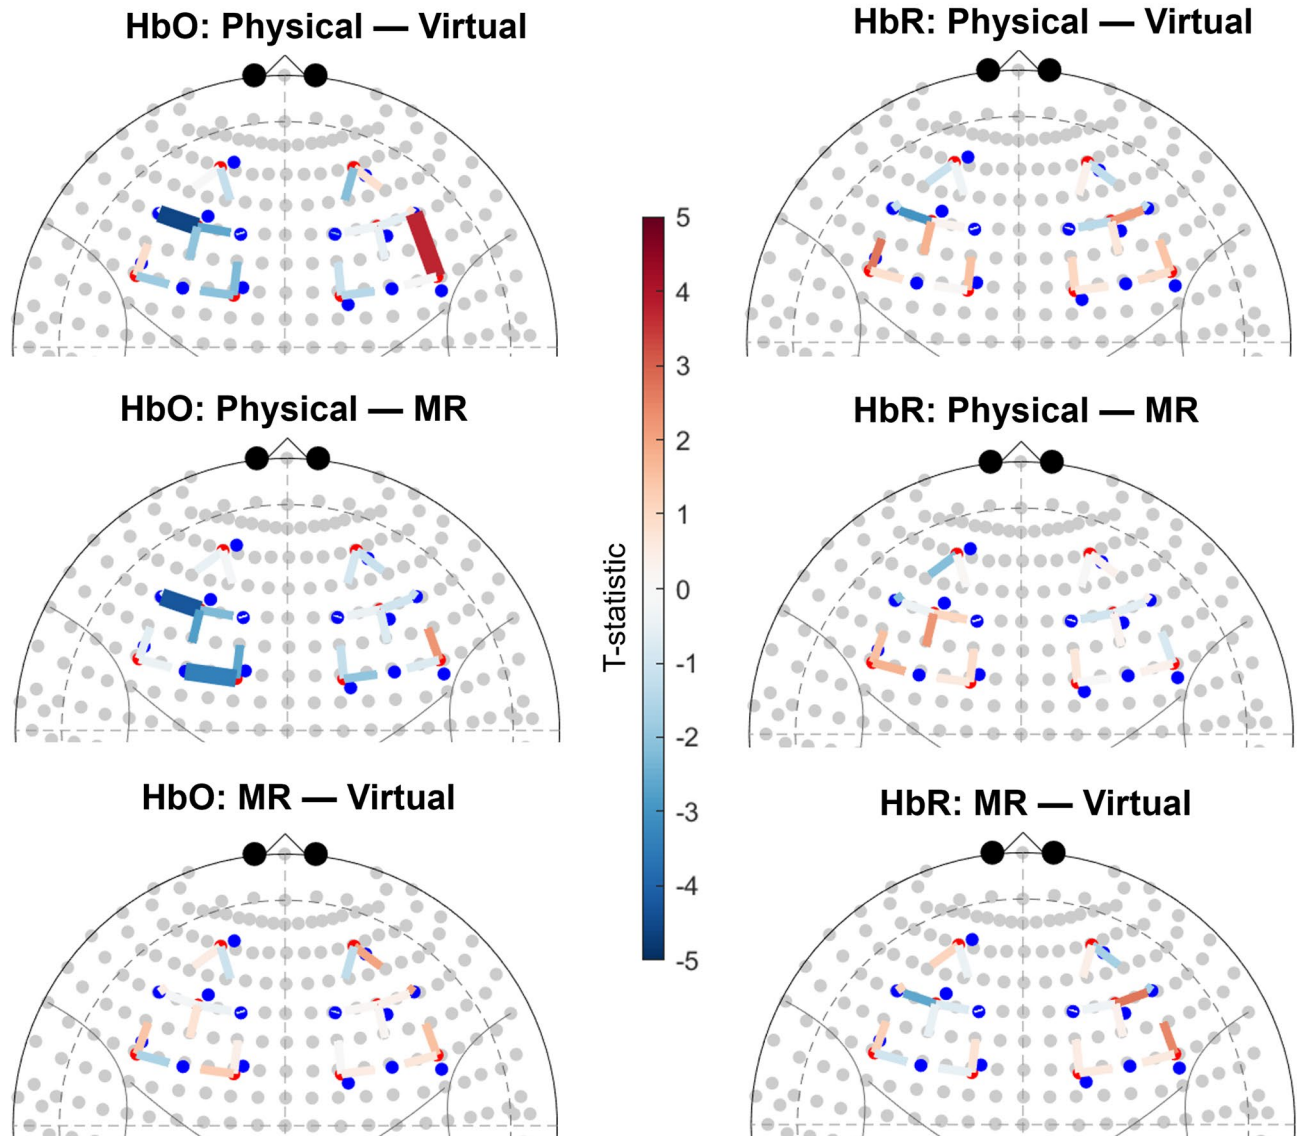 HbO: Physical — Virtual
HbR: Physical — Virtual
5
4
3
2
1
0
-1
-2
-3
-4
-5
T-statistic
HbO: Physical — MR
HbR: Physical — MR
HbO: MR — Virtual
HbR: MR — Virtual